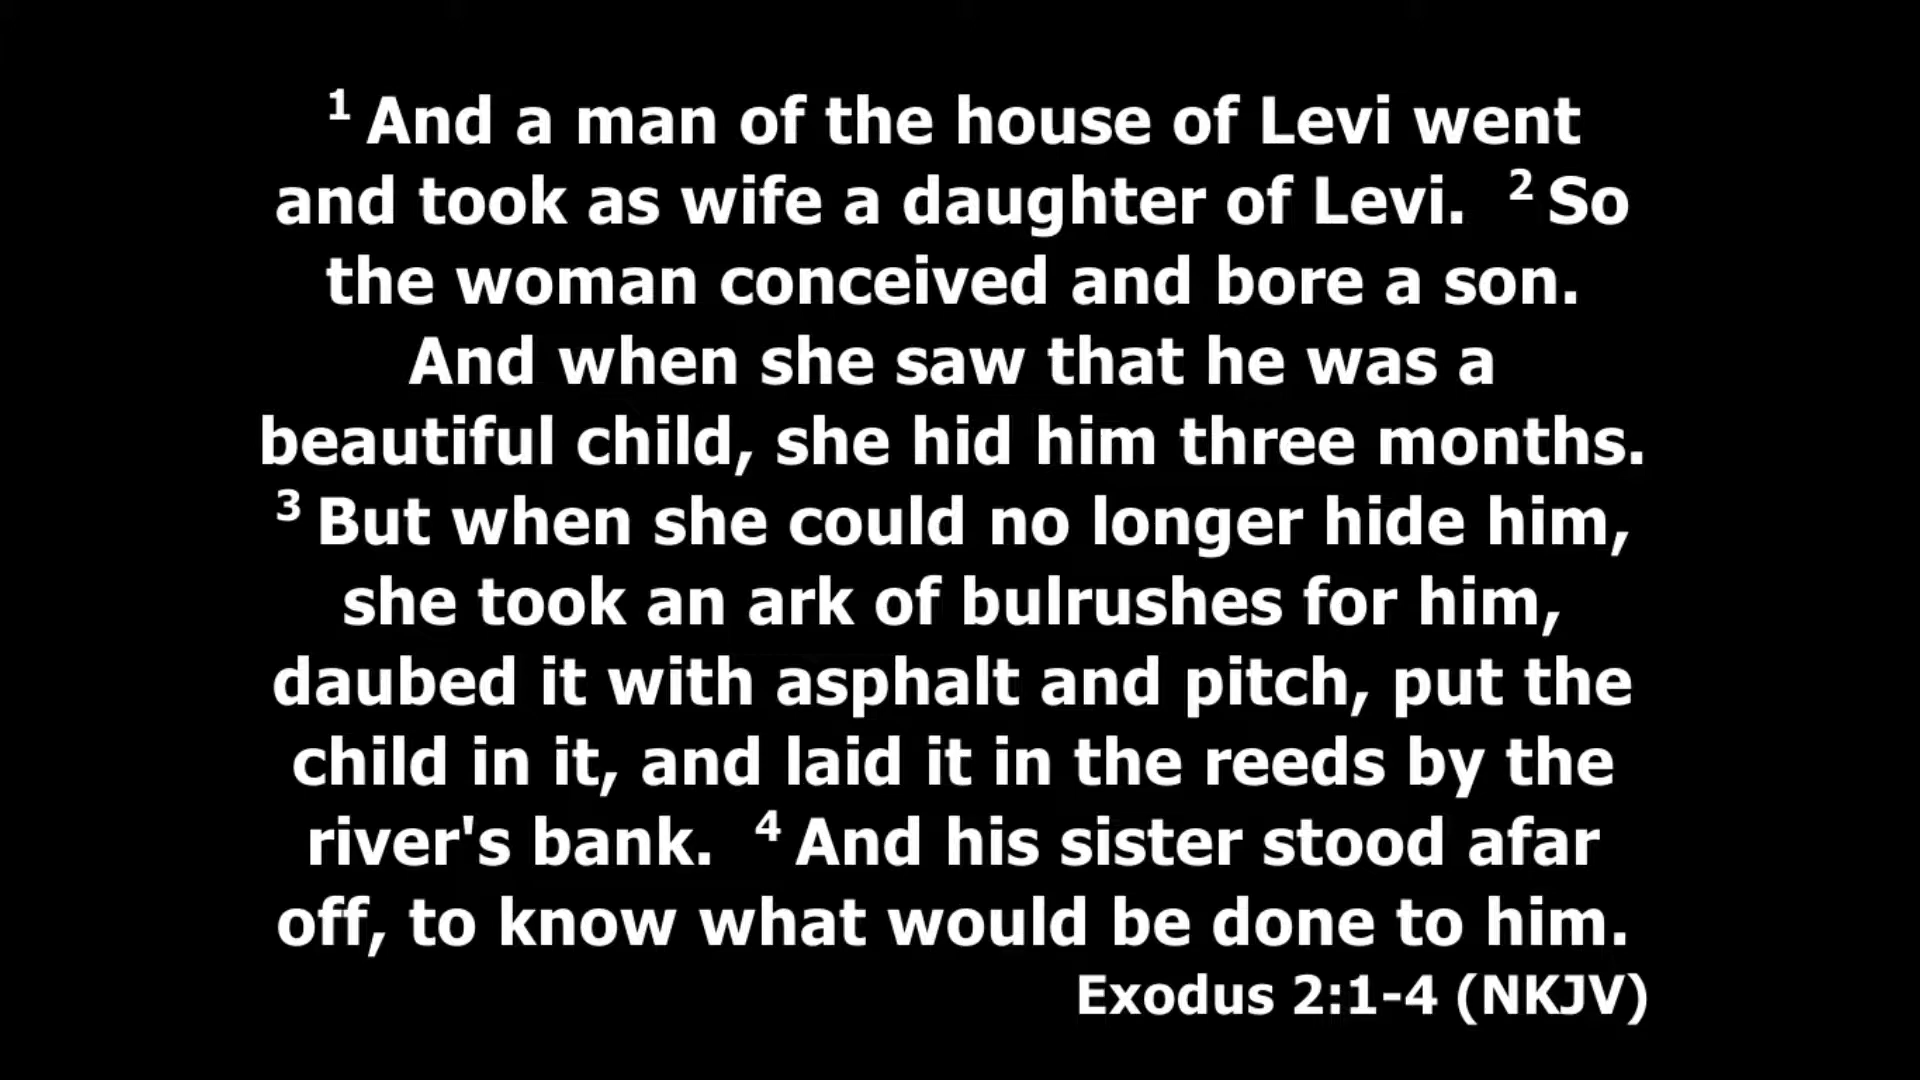 1 And a man of the house of Levi went
and took as wife a daughter of Levi. 2 So
the woman conceived and bore a son.
And when she saw that he was a
beautiful child, she hid him three months.
3 But when she could no longer hide him,
she took an ark of bulrushes for him,
daubed it with asphalt and pitch, put the
child in it, and laid it in the reeds by the
river's bank. 4 And his sister stood afar
off, to know what would be done to him.
Exodus 2:1-4 (NKJV)